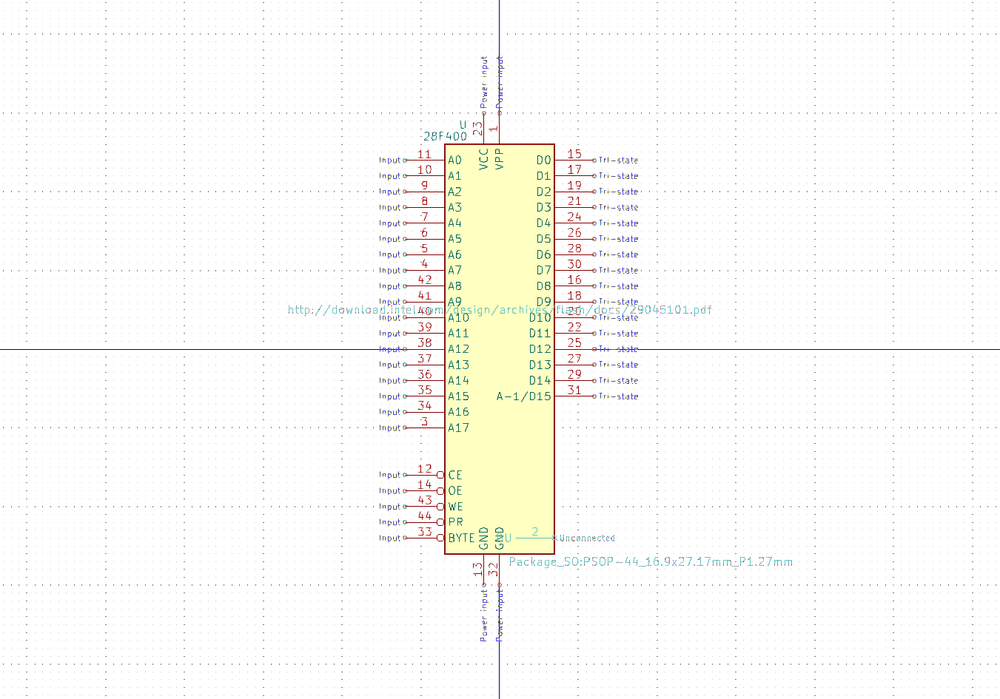 Power input Power input
23 1
U
28F400
VCC VPP
Input 11 A0 D0 15 Tri-state
Input 10 A1 D1 17 Tri-state
Input 9 A2 D2 19 Tri-state
Input 8 A3 D3 21 Tri-state
Input 7 A4 D4 24 Tri-state
Input 6 A5 D5 26 Tri-state
Input 5 A6 D6 28 Tri-state
Input 4 A7 D7 30 Tri-state
Input 42 A8 D8 16 Tri-state
Input 41 A9 D9 18 Tri-state
http://download.intel.com/design/archives/flash/docs/29045101.pdf
Input 40 A10 D10 20 Tri-state
Input 39 A11 D11 22 Tri-state
Input 38 A12 D12 25 Tri-state
Input 37 A13 D13 27 Tri-state
Input 36 A14 D14 29 Tri-state
Input 35 A15 A-1/D15 31 Tri-state
Input 34 A16
Input 3 A17
Input 12 CE
Input 14 OE
Input 43 WE
Input 44 PR
Input 33 BYTE GND GND NU 2 Unconnected
Package_SO:PSOP-44_16.9x27.17mm_P1.27mm
13 32
Power input Power input